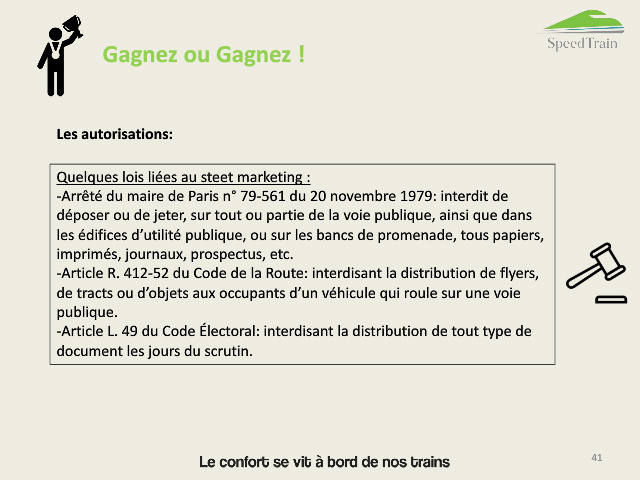 Gagnez ou Gagnez !
SpeedTrain
Les autorisations:
Quelques lois liées au steet marketing :
-Arrêté du maire de Paris n° 79-561 du 20 novembre 1979: interdit de
déposer ou de jeter, sur tout ou partie de la voie publique, ainsi que dans
les édifices d’utilité publique, ou sur les bancs de promenade, tous papiers,
imprimés, journaux, prospectus, etc.
-Article R. 412-52 du Code de la Route: interdisant la distribution de flyers,
de tracts ou d’objets aux occupants d’un véhicule qui roule sur une voie
publique.
-Article L. 49 du Code Électoral: interdisant la distribution de tout type de
document les jours du scrutin.
Le confort se vit à bord de nos trains
41